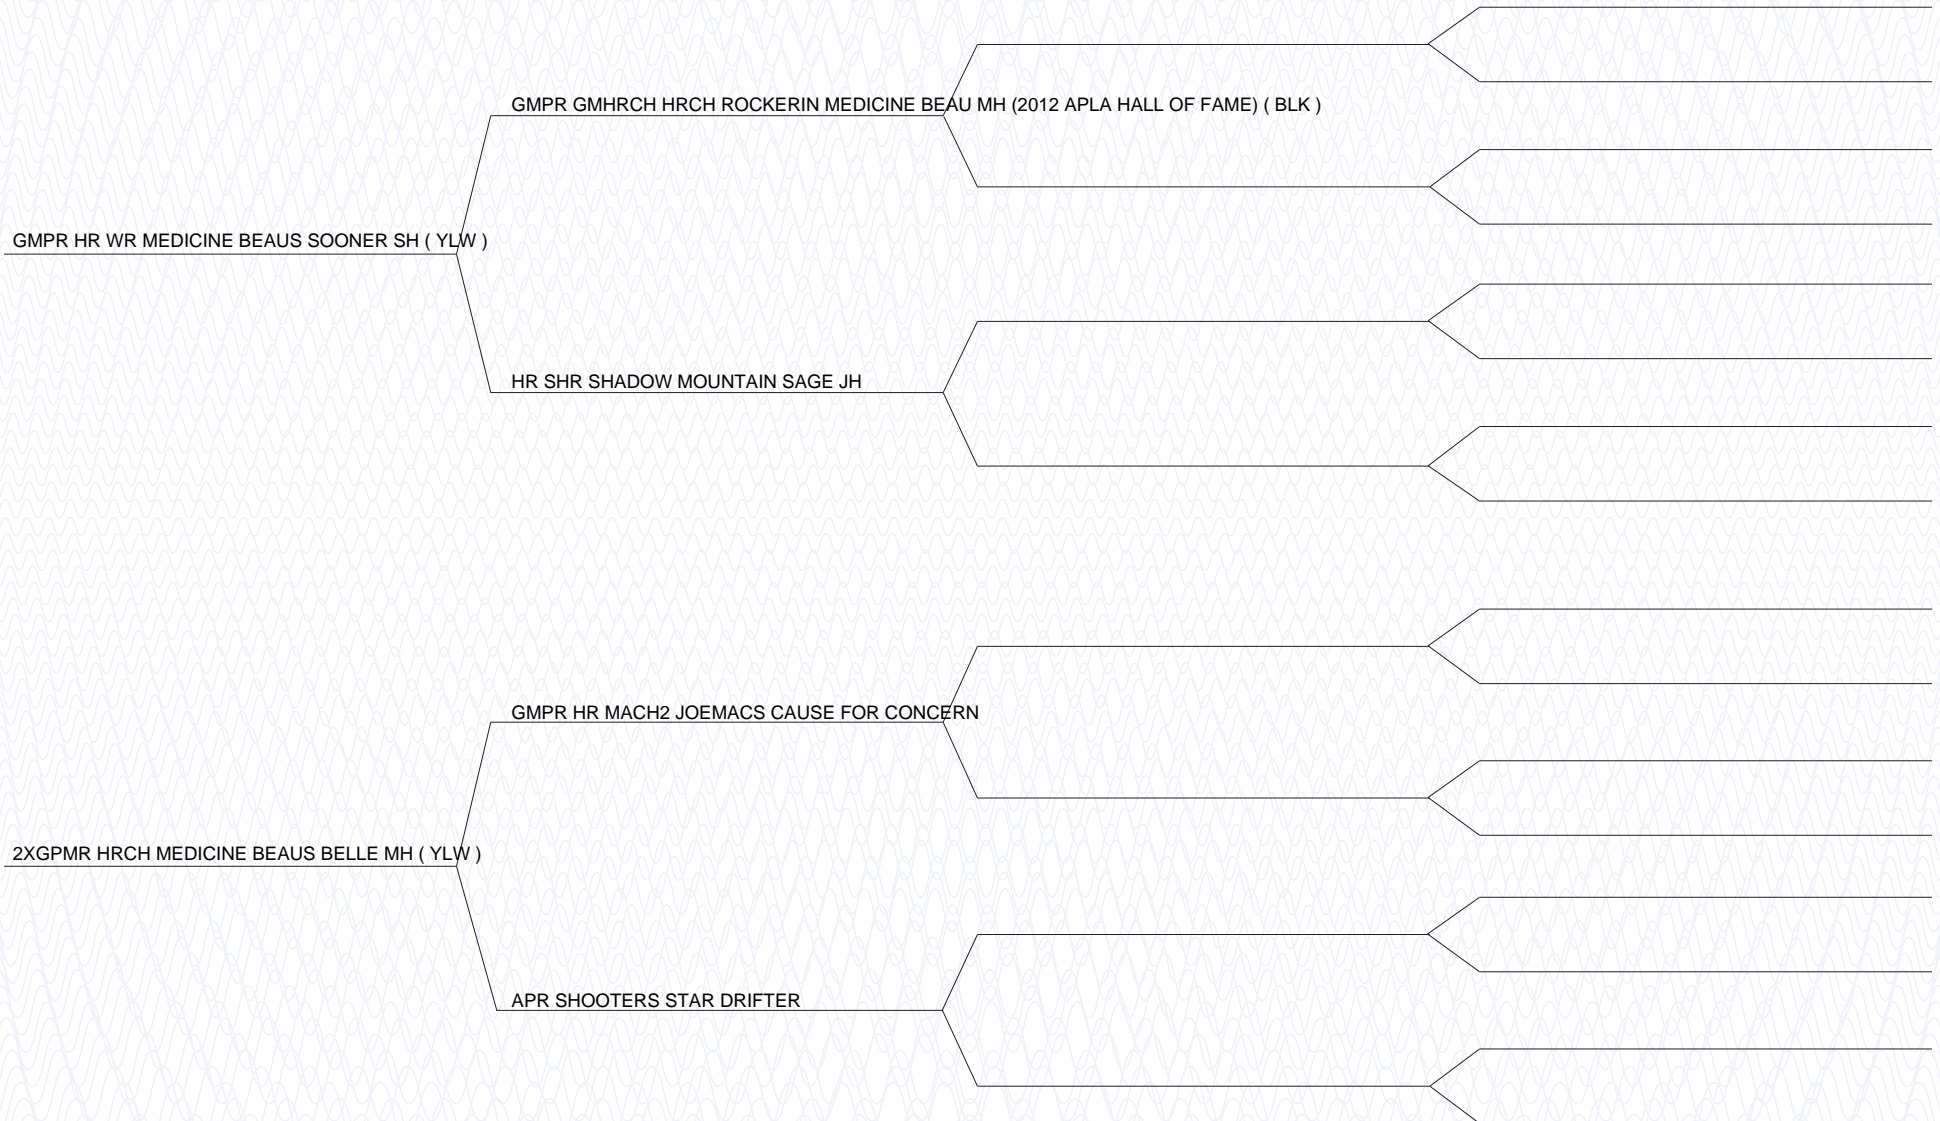 GMPR GMHRCH HRCH ROCKERIN MEDICINE BEAU MH (2012 APLA HALL OF FAME) ( BLK )
GMPR HR WR MEDICINE BEAUS SOONER SH ( YLW )
HR SHR SHADOW MOUNTAIN SAGE JH
GMPR HR MACH2 JOEMACS CAUSE FOR CONCERN
2XGPMR HRCH MEDICINE BEAUS BELLE MH ( YLW )
APR SHOOTERS STAR DRIFTER